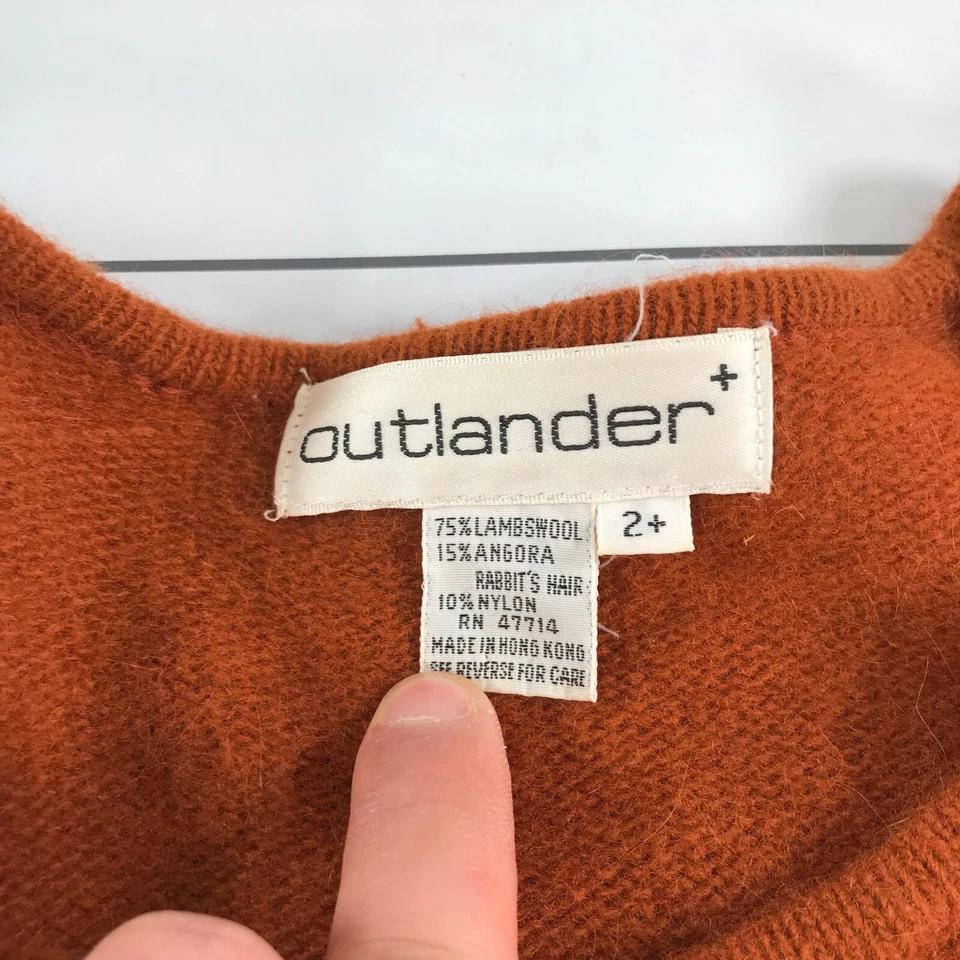 outlander+
75% LAMBSWOOL
15% ANGORA
RABBIT'S HAIR
10% NYLON
RN 47714
MADE IN HONG KONG
SEE REVERSE FOR CARE
2+